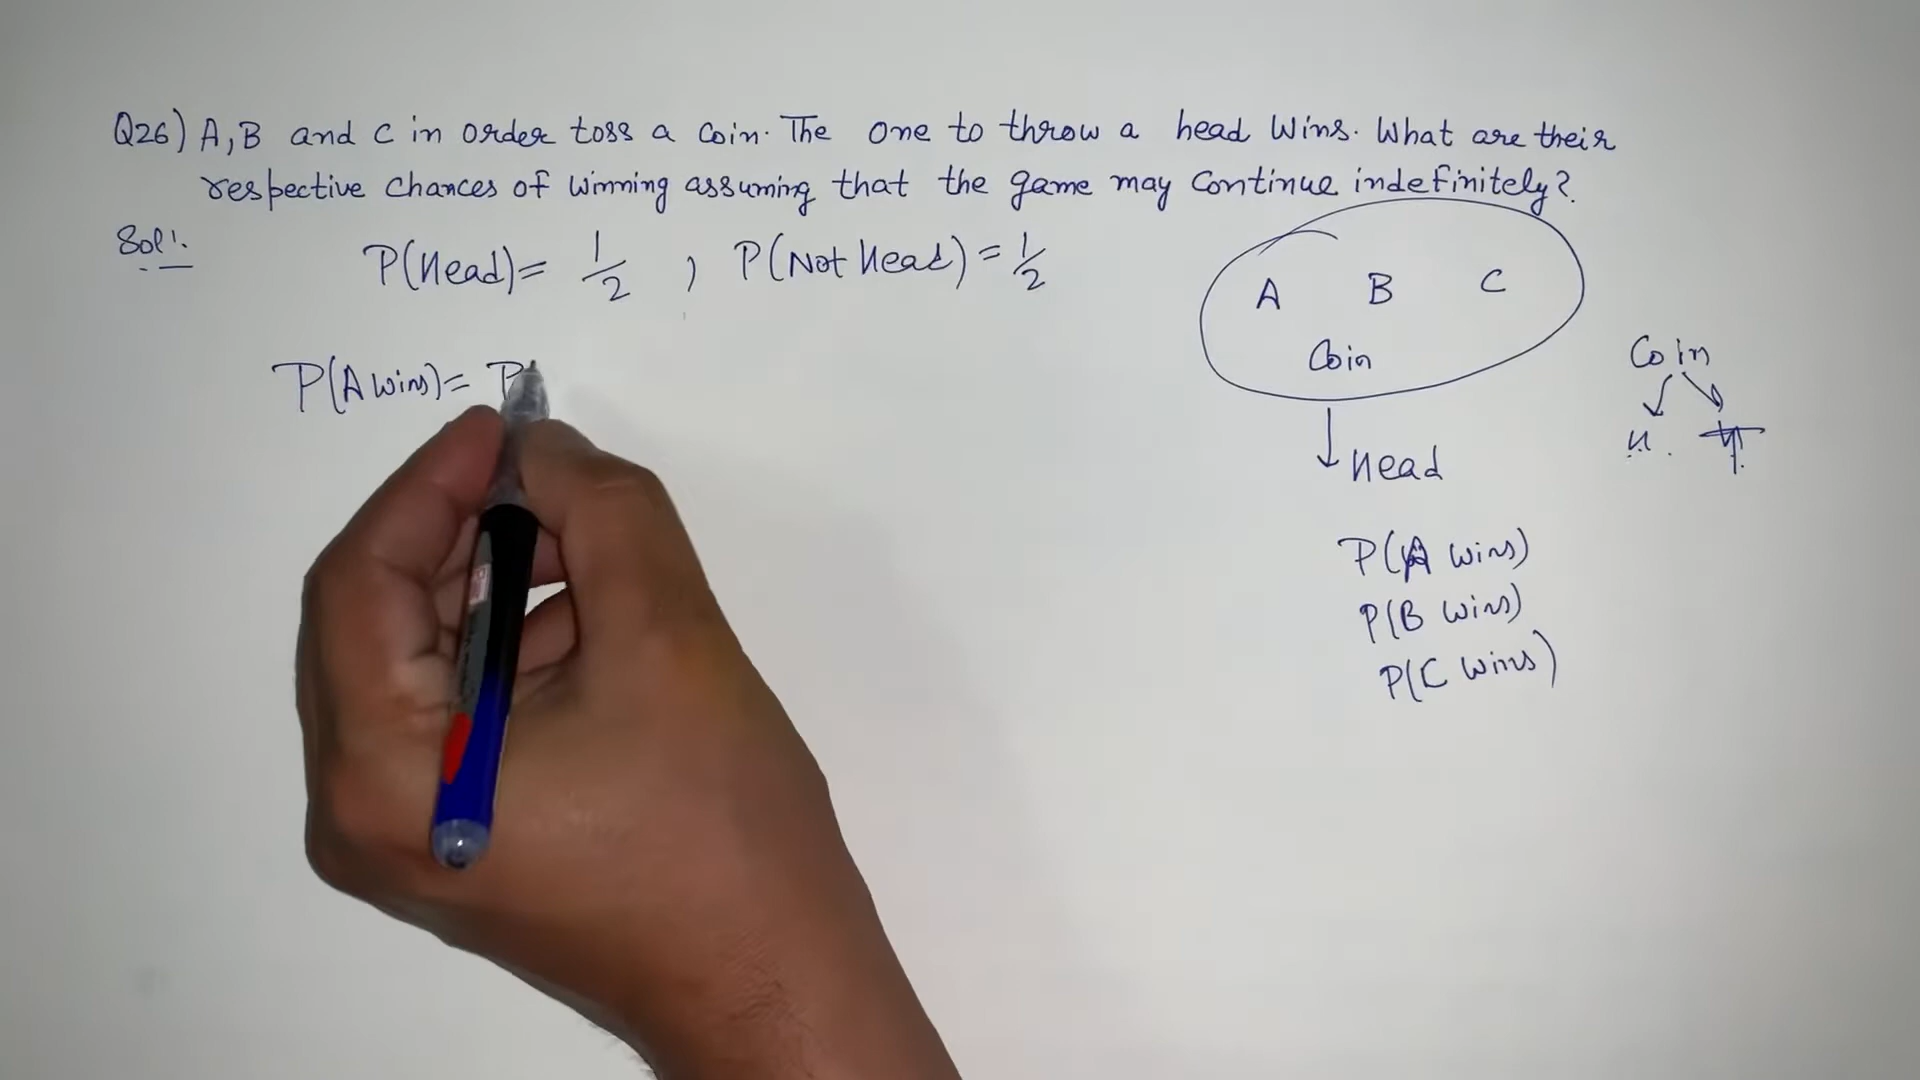 Q26) A, B and C in order toss a coin. The one to throw a head wins. What are their
respective chances of winning assuming that the game may continue indefinitely?
Sol:
P(Head) = 1/2 , P(Not Head) = 1/2
A B C
Coin
Coin
H. T.
Head
P(A wins) = P(
P(A wins)
P(B wins)
P(C wins)